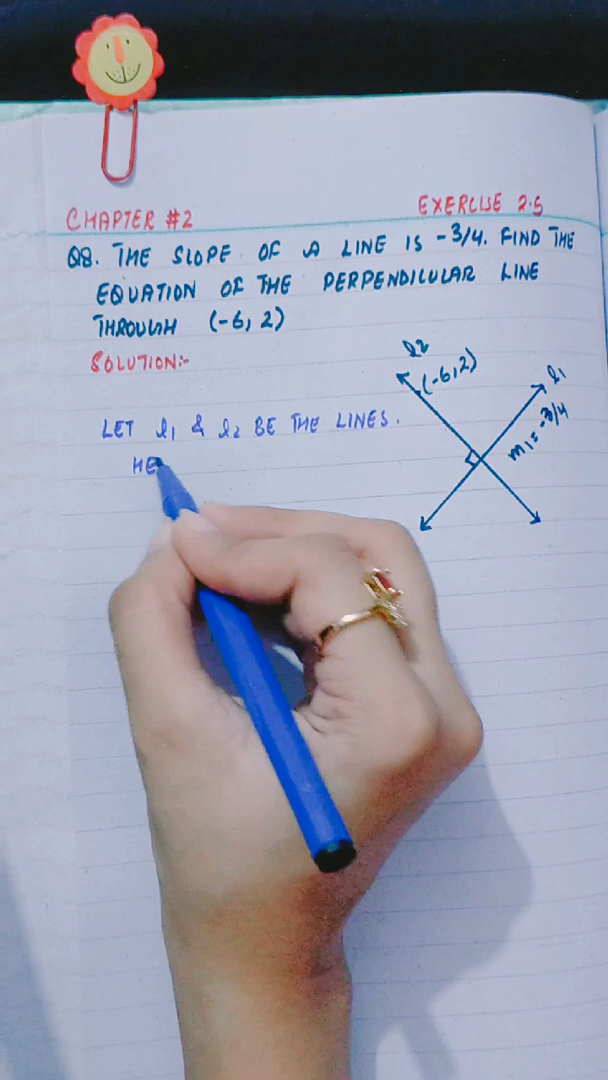 CHAPTER #2 EXERCISE 2.5
Q8. THE SLOPE OF A LINE IS -3/4. FIND THE
EQUATION OF THE PERPENDICULAR LINE
THROUGH (-6, 2)
SOLUTION:-
l2
(-6,2)
l1
m1 = -3/4
LET l1 & l2 BE THE LINES.
HE